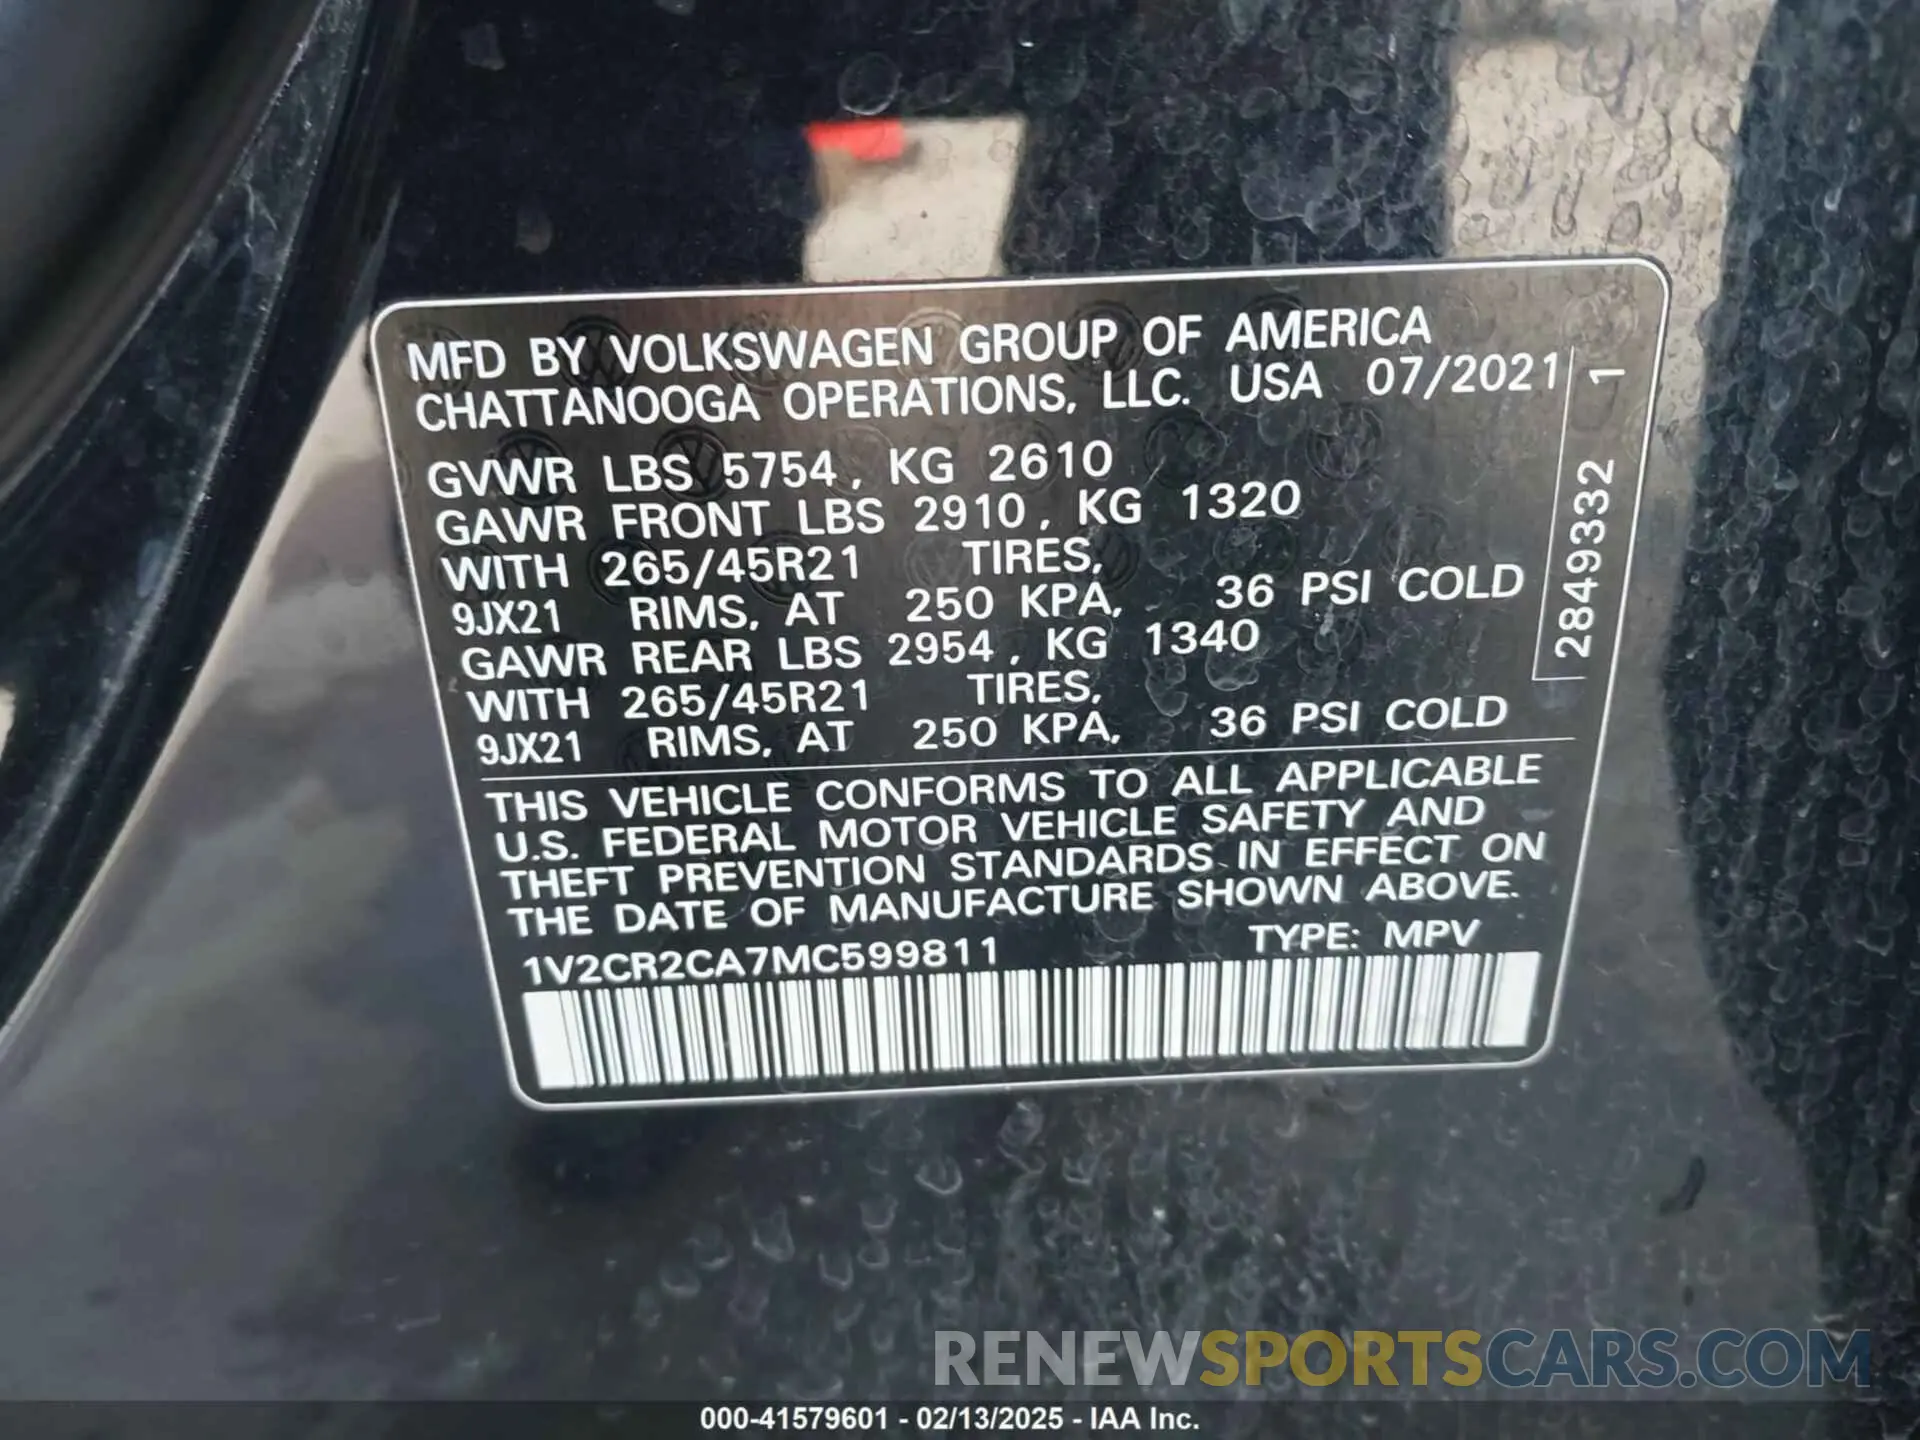 MFD BY VOLKSWAGEN GROUP OF AMERICA
CHATTANOOGA OPERATIONS, LLC. USA 07/2021
GVWR LBS 5754, KG 2610
GAWR FRONT LBS 2910, KG 1320
WITH 265/45R21 TIRES,
9JX21 RIMS, AT 250 KPA, 36 PSI COLD
GAWR REAR LBS 2954, KG 1340
WITH 265/45R21 TIRES,
9JX21 RIMS, AT 250 KPA, 36 PSI COLD
THIS VEHICLE CONFORMS TO ALL APPLICABLE
U.S. FEDERAL MOTOR VEHICLE SAFETY AND
THEFT PREVENTION STANDARDS IN EFFECT ON
THE DATE OF MANUFACTURE SHOWN ABOVE.
1V2CR2CA7MC599811 TYPE: MPV
2849332 1
RENEWSPORTSCARS.COM
000-41579601 - 02/13/2025 - IAA Inc.